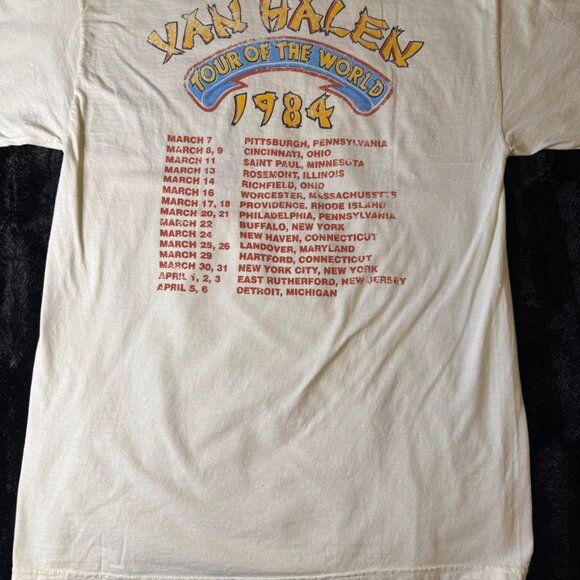 VAN HALEN
TOUR OF THE WORLD
1984
MARCH 7 PITTSBURGH, PENNSYLVANIA
MARCH 8, 9 CINCINNATI, OHIO
MARCH 11 SAINT PAUL, MINNESOTA
MARCH 13 ROSEMONT, ILLINOIS
MARCH 14 RICHFIELD, OHIO
MARCH 16 WORCESTER, MASSACHUSETTS
MARCH 17, 18 PROVIDENCE, RHODE ISLAND
MARCH 20, 21 PHILADELPHIA, PENNSYLVANIA
MARCH 22 BUFFALO, NEW YORK
MARCH 24 NEW HAVEN, CONNECTICUT
MARCH 25, 26 LANDOVER, MARYLAND
MARCH 29 HARTFORD, CONNECTICUT
MARCH 30, 31 NEW YORK CITY, NEW YORK
APRIL 1, 2, 3 EAST RUTHERFORD, NEW JERSEY
APRIL 5, 6 DETROIT, MICHIGAN